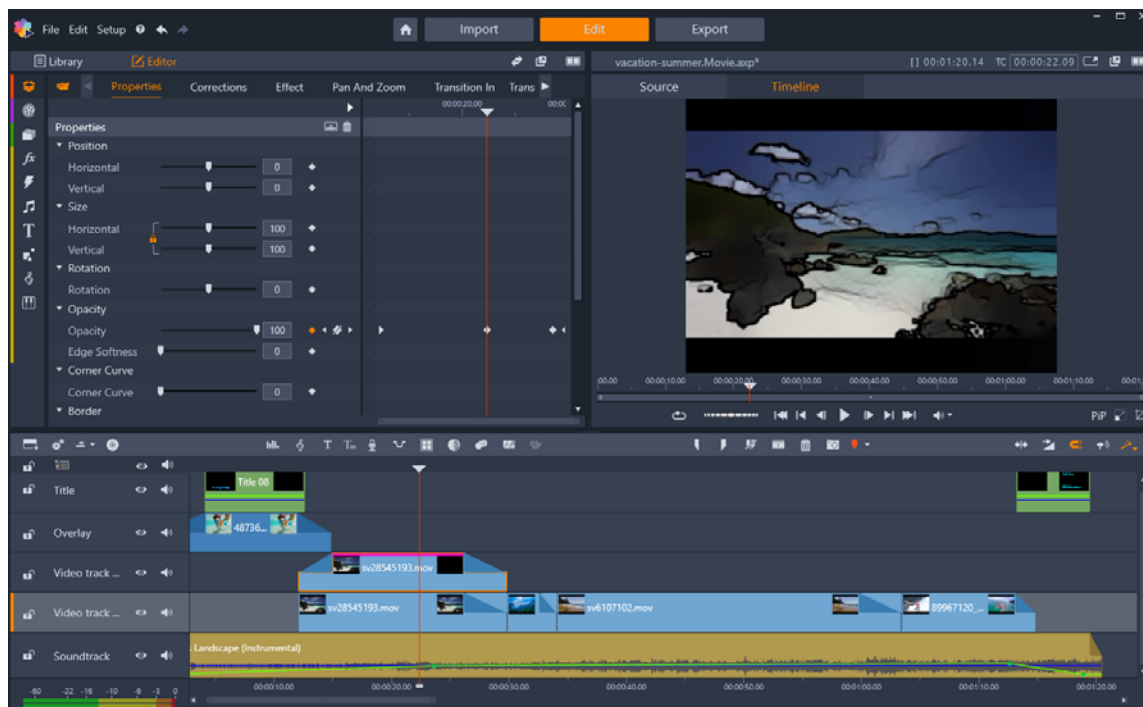 File Edit Setup
Import Edit Export
Library Editor
vacation-summer.Movie.axp* [] 00:01:20.14 TC 00:00:22.09
Properties Corrections Effect Pan And Zoom Transition In Trans
Source Timeline
00:00:20.00
Properties
Position
Horizontal 0
Vertical 0
Size
Horizontal 100
Vertical 100
Rotation
Rotation 0
Opacity
Opacity 100
Edge Softness 0
Corner Curve
Corner Curve 0
Border
00:00:10.00 00:00:20.00 00:00:30.00 00:00:40.00 00:00:50.00 00:01:00.00 00:01:10.00
PiP
Title
Title 08
Overlay
48736...
Video track ...
sv28545193.mov
Video track ...
sv28545193.mov sv6107102.mov 89967120_...
Soundtrack
Landscape (Instrumental)
-60 -22 -16 -10 -6 -3 0
00:00:10.00 00:00:20.00 00:00:30.00 00:00:40.00 00:00:50.00 00:01:00.00 00:01:10.00 00:01:20.00